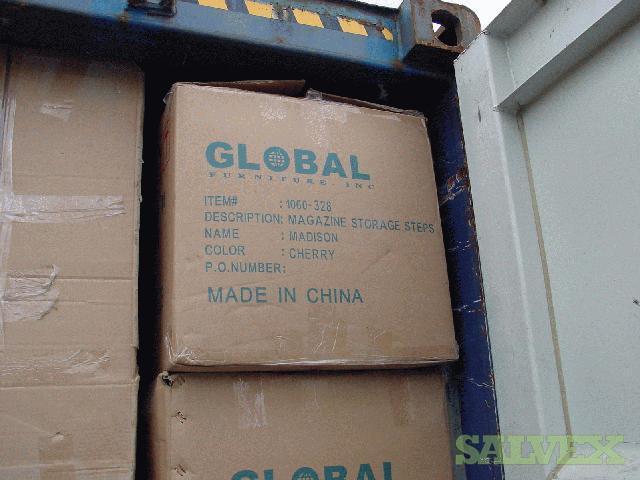 GLOBAL
FURNITURE, INC
ITEM# : 1060-328
DESCRIPTION: MAGAZINE STORAGE STEPS
NAME : MADISON
COLOR : CHERRY
P.O.NUMBER:
MADE IN CHINA
GLOBAL
SALVEX